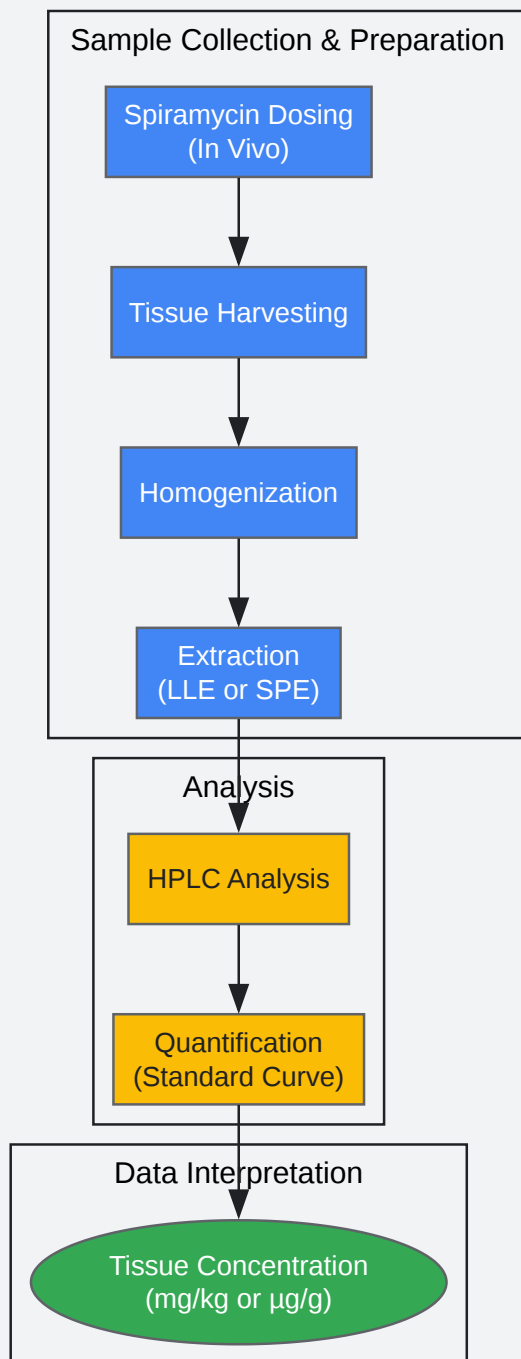 Sample Collection & Preparation
Spiramycin Dosing
(In Vivo)
Tissue Harvesting
Homogenization
Extraction
(LLE or SPE)
Analysis
HPLC Analysis
Quantification
(Standard Curve)
Data Interpretation
Tissue Concentration
(mg/kg or µg/g)